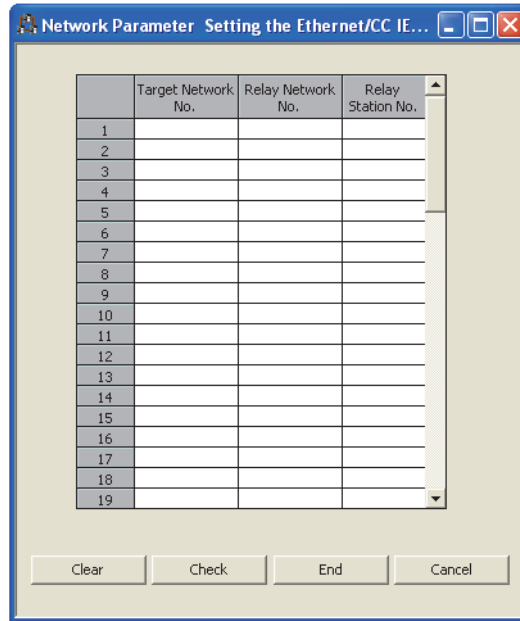 Network Parameter Setting the Ethernet/CC IE...
Target Network No.
Relay Network No.
Relay Station No.
1
2
3
4
5
6
7
8
9
10
11
12
13
14
15
16
17
18
19
Clear
Check
End
Cancel